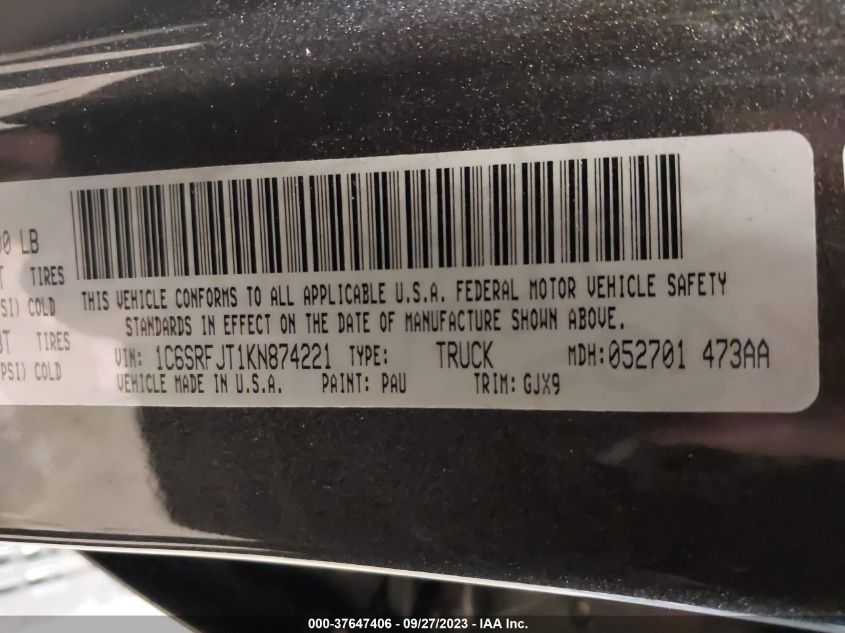 00 LB
TIRES
SI) COLD
TIRES
PSI) COLD
THIS VEHICLE CONFORMS TO ALL APPLICABLE U.S.A. FEDERAL MOTOR VEHICLE SAFETY
STANDARDS IN EFFECT ON THE DATE OF MANUFACTURE SHOWN ABOVE.
VIN: 1C6SRFJT1KN874221 TYPE: TRUCK MDH:052701 473AA
VEHICLE MADE IN U.S.A. PAINT: PAU TRIM: GJX9
000-37647406 - 09/27/2023 - IAA Inc.